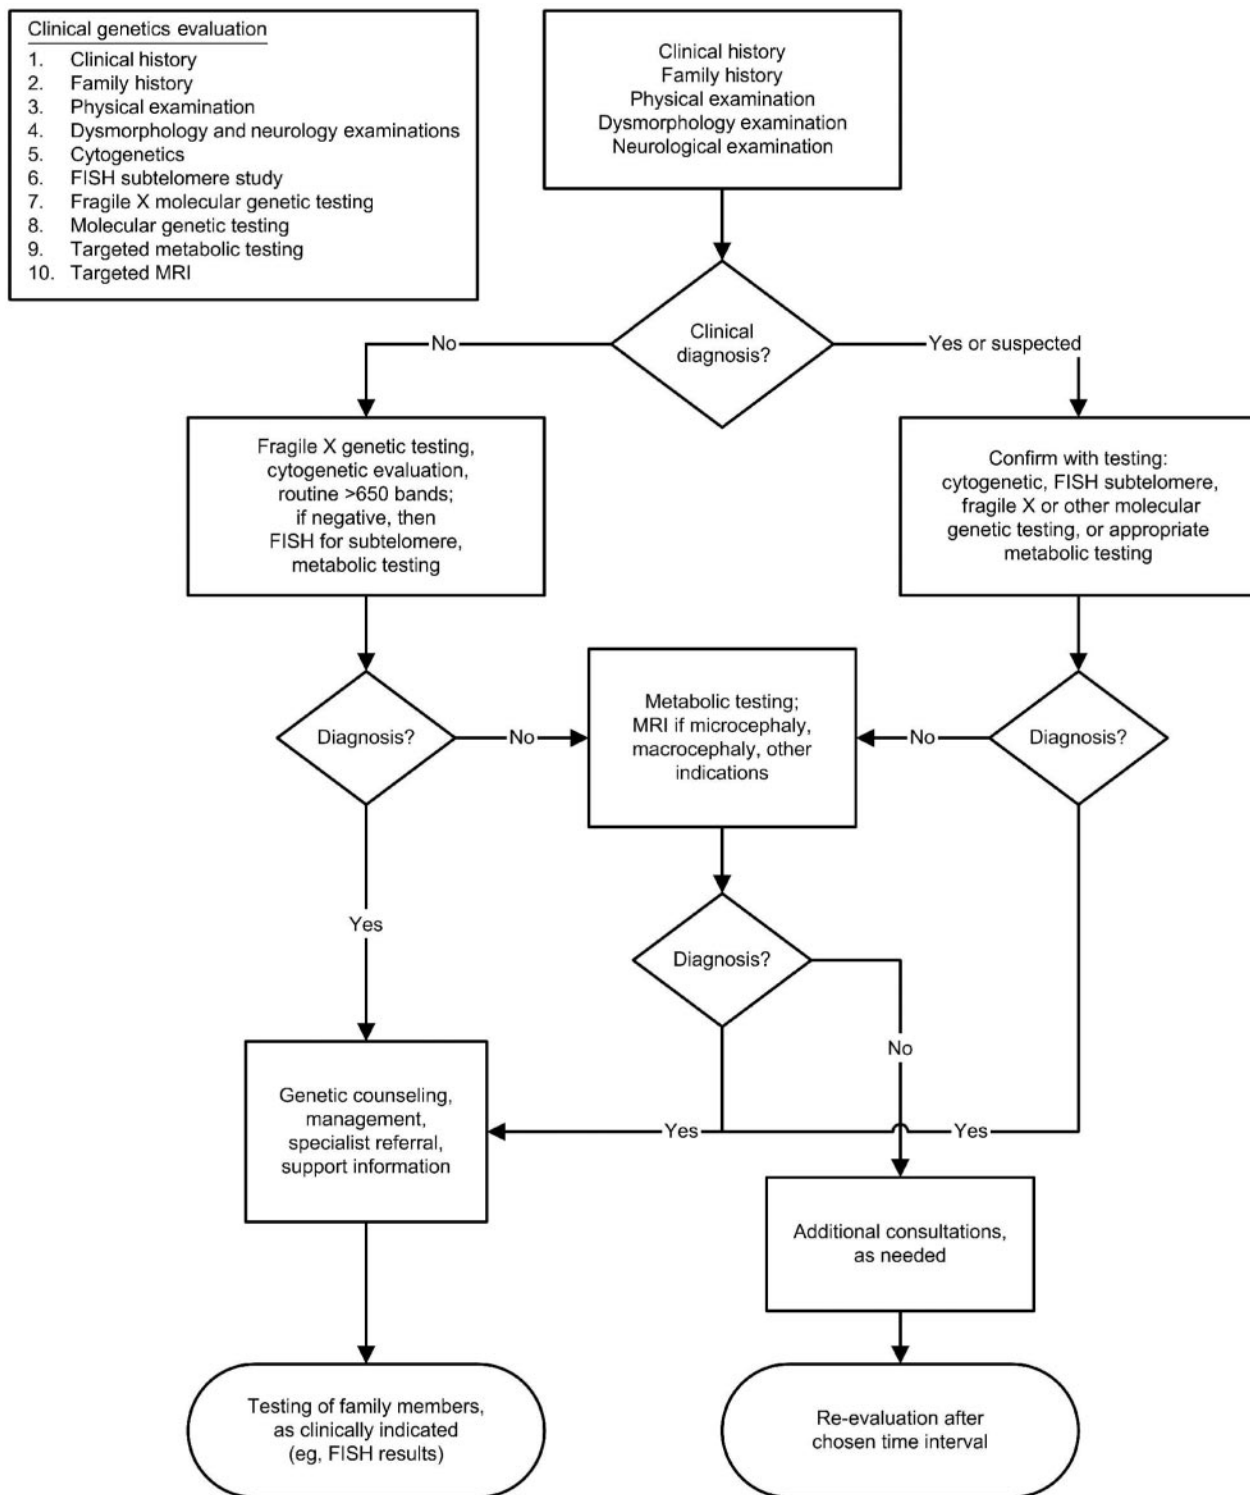 Clinical genetics evaluation
1. Clinical history
2. Family history
3. Physical examination
4. Dysmorphology and neurology examinations
5. Cytogenetics
6. FISH subtelomere study
7. Fragile X molecular genetic testing
8. Molecular genetic testing
9. Targeted metabolic testing
10. Targeted MRI
Clinical history
Family history
Physical examination
Dysmorphology examination
Neurological examination
Clinical
diagnosis?
No
Yes or suspected
Fragile X genetic testing,
cytogenetic evaluation,
routine >650 bands;
if negative, then
FISH for subtelomere,
metabolic testing
Confirm with testing:
cytogenetic, FISH subtelomere,
fragile X or other molecular
genetic testing, or appropriate
metabolic testing
Diagnosis?
No
Metabolic testing;
MRI if microcephaly,
macrocephaly, other
indications
No
Diagnosis?
Yes
Diagnosis?
No
Genetic counseling,
management,
specialist referral,
support information
Yes
Yes
Additional consultations,
as needed
Testing of family members,
as clinically indicated
(eg, FISH results)
Re-evaluation after
chosen time interval